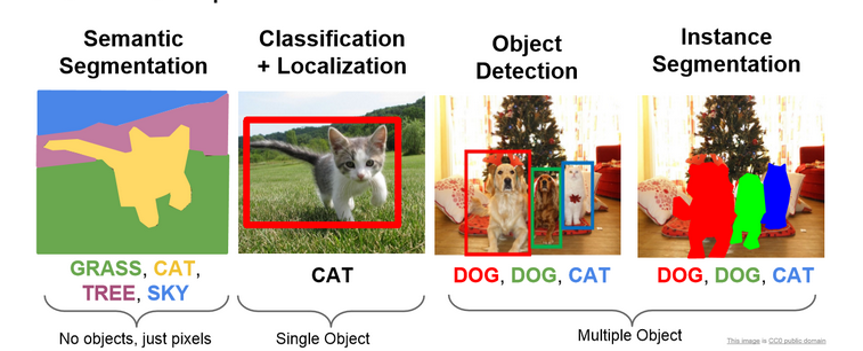 Semantic
Segmentation
Classification
+ Localization
Object
Detection
Instance
Segmentation
GRASS, CAT,
TREE, SKY
CAT
DOG, DOG, CAT
DOG, DOG, CAT
No objects, just pixels
Single Object
Multiple Object
This image is CC0 public domain